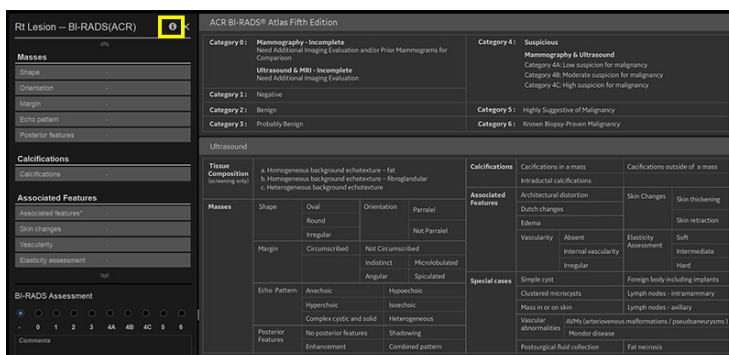 Rt Lesion -- BI-RADS(ACR)
Masses
Shape -
Orientation -
Margin -
Echo pattern -
Posterior features -
Calcifications
Calcifications -
Associated Features
Associated features* -
Skin changes -
Vascularity -
Elasticity assessment -
BI-RADS Assessment
- 0 1 2 3 4A 4B 4C 5 6
Comments
ACR BI-RADS® Atlas Fifth Edition
Category 0 : Mammography - Incomplete
Need Additional Imaging Evaluation and/or Prior Mammograms for
Comparison
Ultrasound & MRI - Incomplete
Need Additional Imaging Evaluation
Category 1 : Negative
Category 2 : Benign
Category 3 : Probably Benign
Category 4 : Suspicious
Mammography & Ultrasound
Category 4A: Low suspicion for malignancy
Category 4B: Moderate suspicion for malignancy
Category 4C: High suspicion for malignancy
Category 5 : Highly Suggestive of Malignancy
Category 6 : Known Biopsy-Proven Malignancy
Ultrasound
Tissue
Composition
(screening only)
a. Homogeneous background echotexture – fat
b. Homogeneous background echotexture – fibroglandular
c. Heterogeneous background echotexture
Masses
Shape
Oval
Round
Irregular
Orientation
Parralel
Not Parralel
Margin
Circumscribed
Not Circumscribed
Indistinct
Microlobulated
Angular
Spiculated
Echo Pattern
Anechoic
Hypoechoic
Hyperchoic
Isoechoic
Complex cystic and solid
Heterogeneous
Posterior
Features
No posterior features
Shadowing
Enhancement
Combined pattern
Calcifications
Cacifications in a mass
Cacifications outside of a mass
Intraductal calcifications
Associated
Features
Architectural distortion
Dutch changes
Edema
Skin Changes
Skin thickening
Skin retraction
Vascularity
Absent
Internal vascularity
Irregular
Elasticity
Assessment
Soft
Intermediate
Hard
Special cases
Simple cyst
Foreign body including implants
Clustered microcysts
Lymph nodes - intramammary
Mass in or on skin
Lymph nodes - axillary
Vascular
abnormalities
AVMs (arteriovenous malformations / pseudoaneurysms )
Mondor disease
Postsurgical fluid collection
Fat necrosis